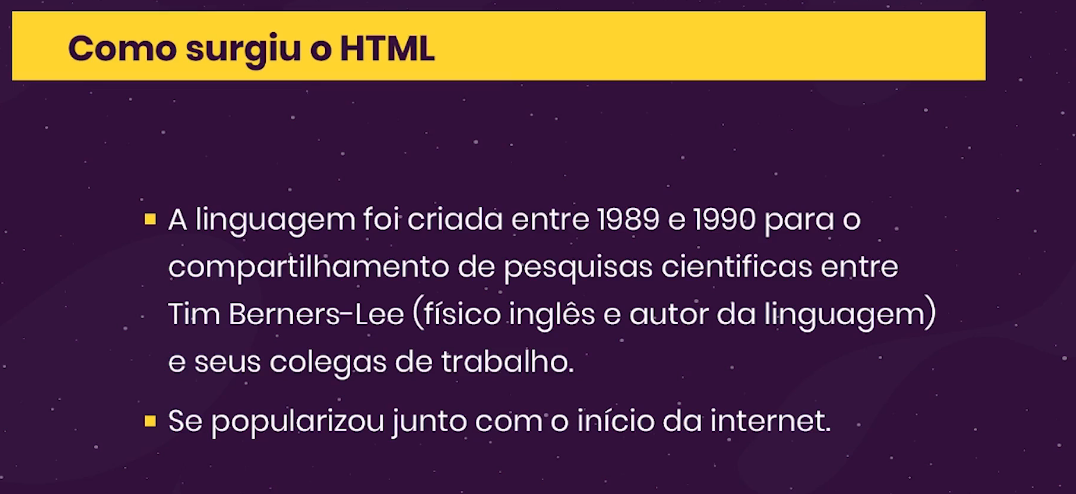 Como surgiu o HTML
A linguagem foi criada entre 1989 e 1990 para o
compartilhamento de pesquisas cientificas entre
Tim Berners-Lee (físico inglês e autor da linguagem)
e seus colegas de trabalho.
Se popularizou junto com o início da internet.